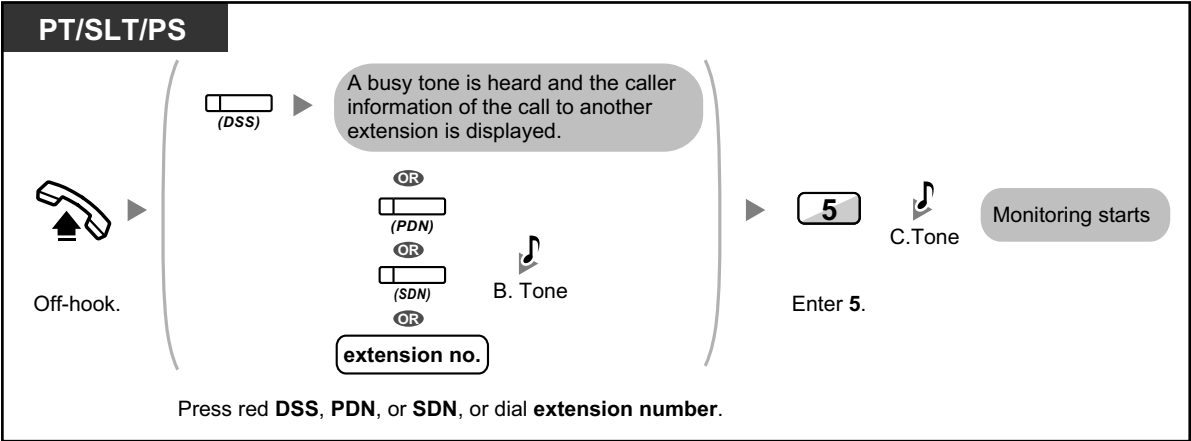 PT/SLT/PS
(DSS)
A busy tone is heard and the caller
information of the call to another
extension is displayed.
OR
(PDN)
OR
(SDN)
B. Tone
OR
extension no.
5
C.Tone
Monitoring starts
Off-hook.
Enter 5.
Press red DSS, PDN, or SDN, or dial extension number.